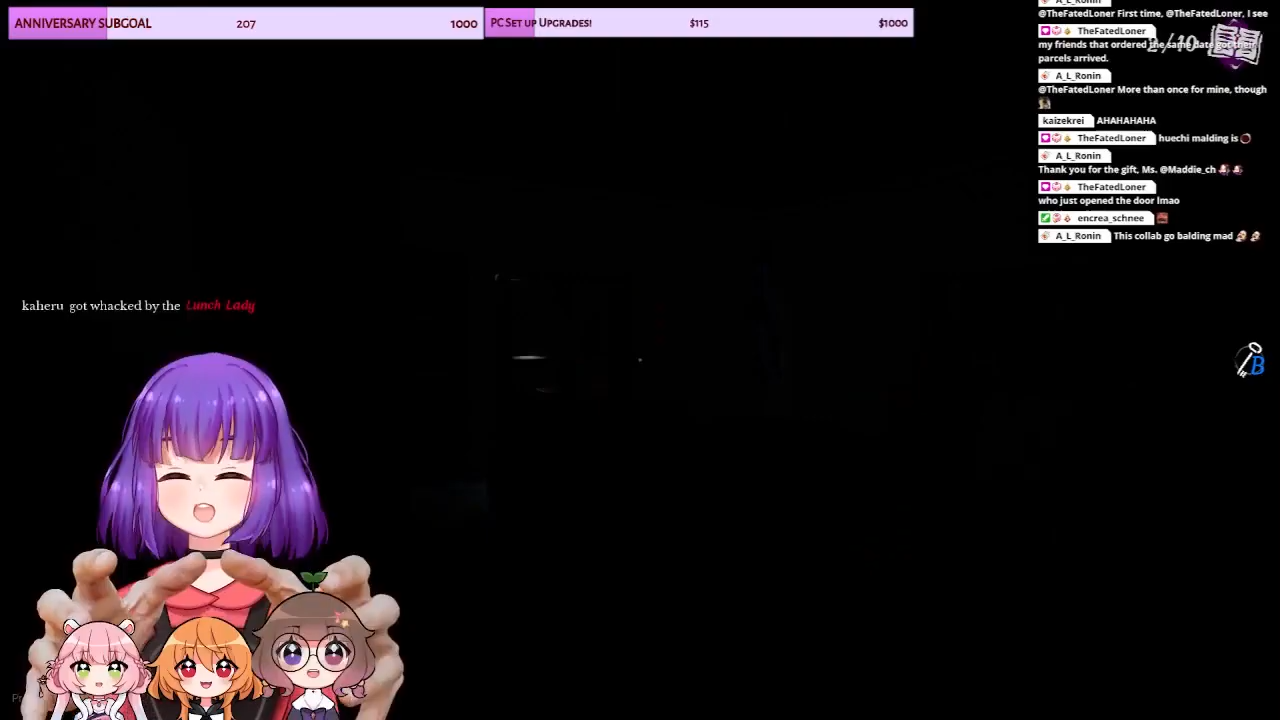 ANNIVERSARY SUBGOAL 207 1000
PC SET UP UPGRADES! $115 $1000
A_L_Ronin
@TheFatedLoner First time, @TheFatedLoner, I see
TheFatedLoner
my friends that ordered the same date got their
parcels arrived.
2/10
A_L_Ronin
@TheFatedLoner More than once for mine, though
kaizekrei AHAHAHAHA
TheFatedLoner huechi malding is
A_L_Ronin
Thank you for the gift, Ms. @Maddie_ch
TheFatedLoner
who just opened the door lmao
encrea_schnee
A_L_Ronin This collab go balding mad
kaheru got whacked by the Lunch Lady
B